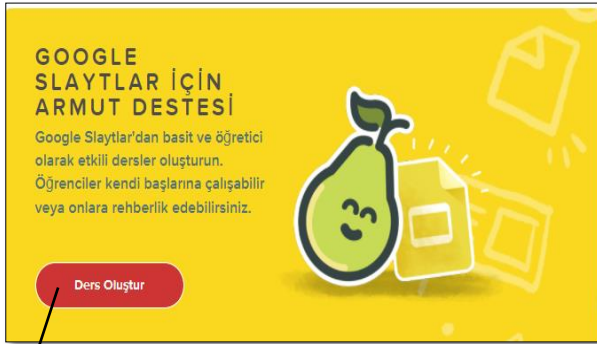 GOOGLE
SLAYTLAR İÇİN
ARMUT DESTESİ
Google Slaytlar'dan basit ve öğretici
olarak etkili dersler oluşturun.
Öğrenciler kendi başlarına çalışabilir
veya onlara rehberlik edebilirsiniz.
Ders Oluştur